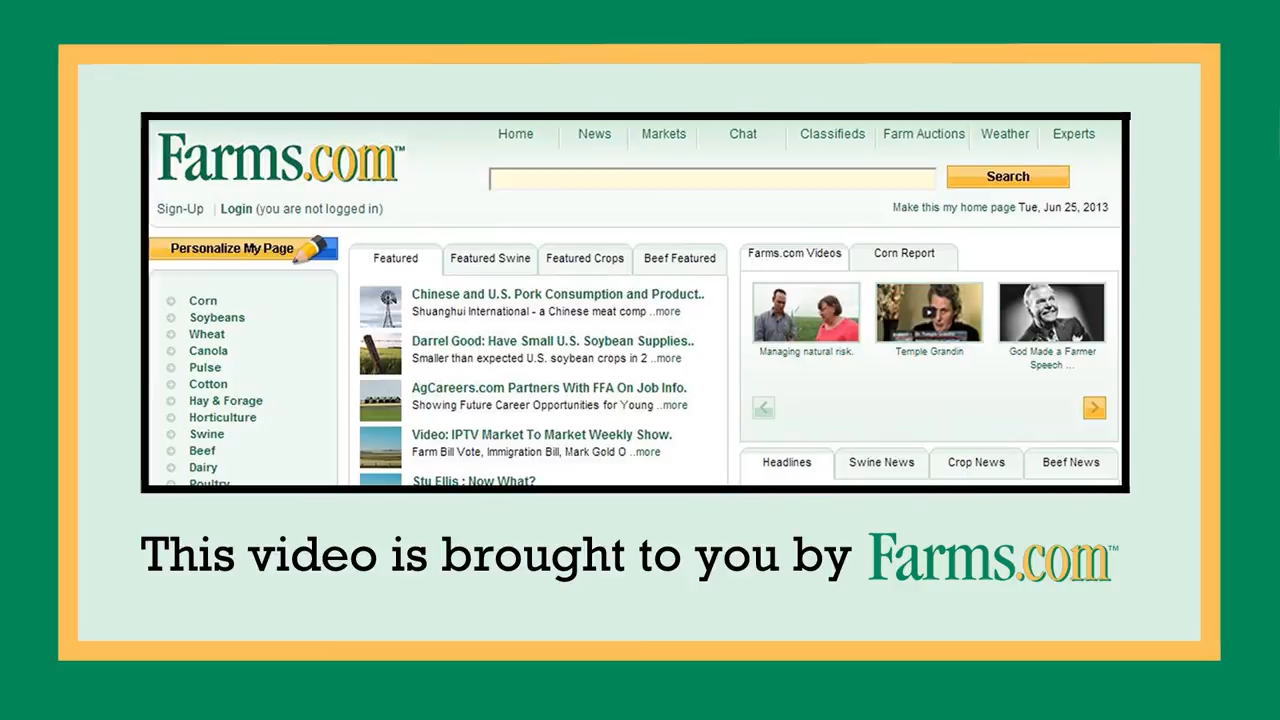 Farms.com™
Home News Markets Chat Classifieds Farm Auctions Weather Experts
Search
Sign-Up | Login (you are not logged in)
Make this my home page Tue, Jun 25, 2013
Personalize My Page
Corn
Soybeans
Wheat
Canola
Pulse
Cotton
Hay & Forage
Horticulture
Swine
Beef
Dairy
Poultry
Featured Featured Swine Featured Crops Beef Featured
Chinese and U.S. Pork Consumption and Product..
Shuanghui International - a Chinese meat comp ..more
Darrel Good: Have Small U.S. Soybean Supplies..
Smaller than expected U.S. soybean crops in 2 ..more
AgCareers.com Partners With FFA On Job Info.
Showing Future Career Opportunities for Young ..more
Video: IPTV Market To Market Weekly Show.
Farm Bill Vote, Immigration Bill, Mark Gold O ..more
Stu Ellis : Now What?
Farms.com Videos Corn Report
Dr. Temple Grandin
Managing natural risk.
Temple Grandin
God Made a Farmer
Speech ...
Headlines Swine News Crop News Beef News
This video is brought to you by Farms.com™